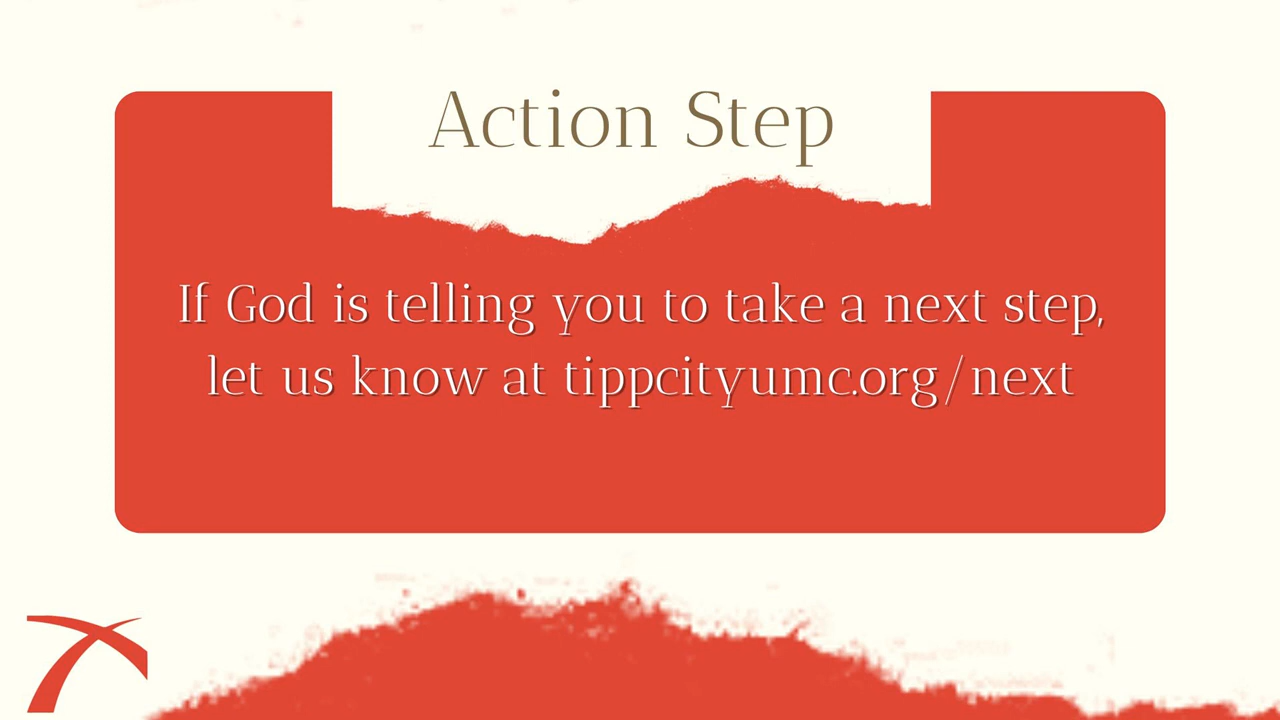 Action Step
If God is telling you to take a next step,
let us know at tippcityumc.org/next